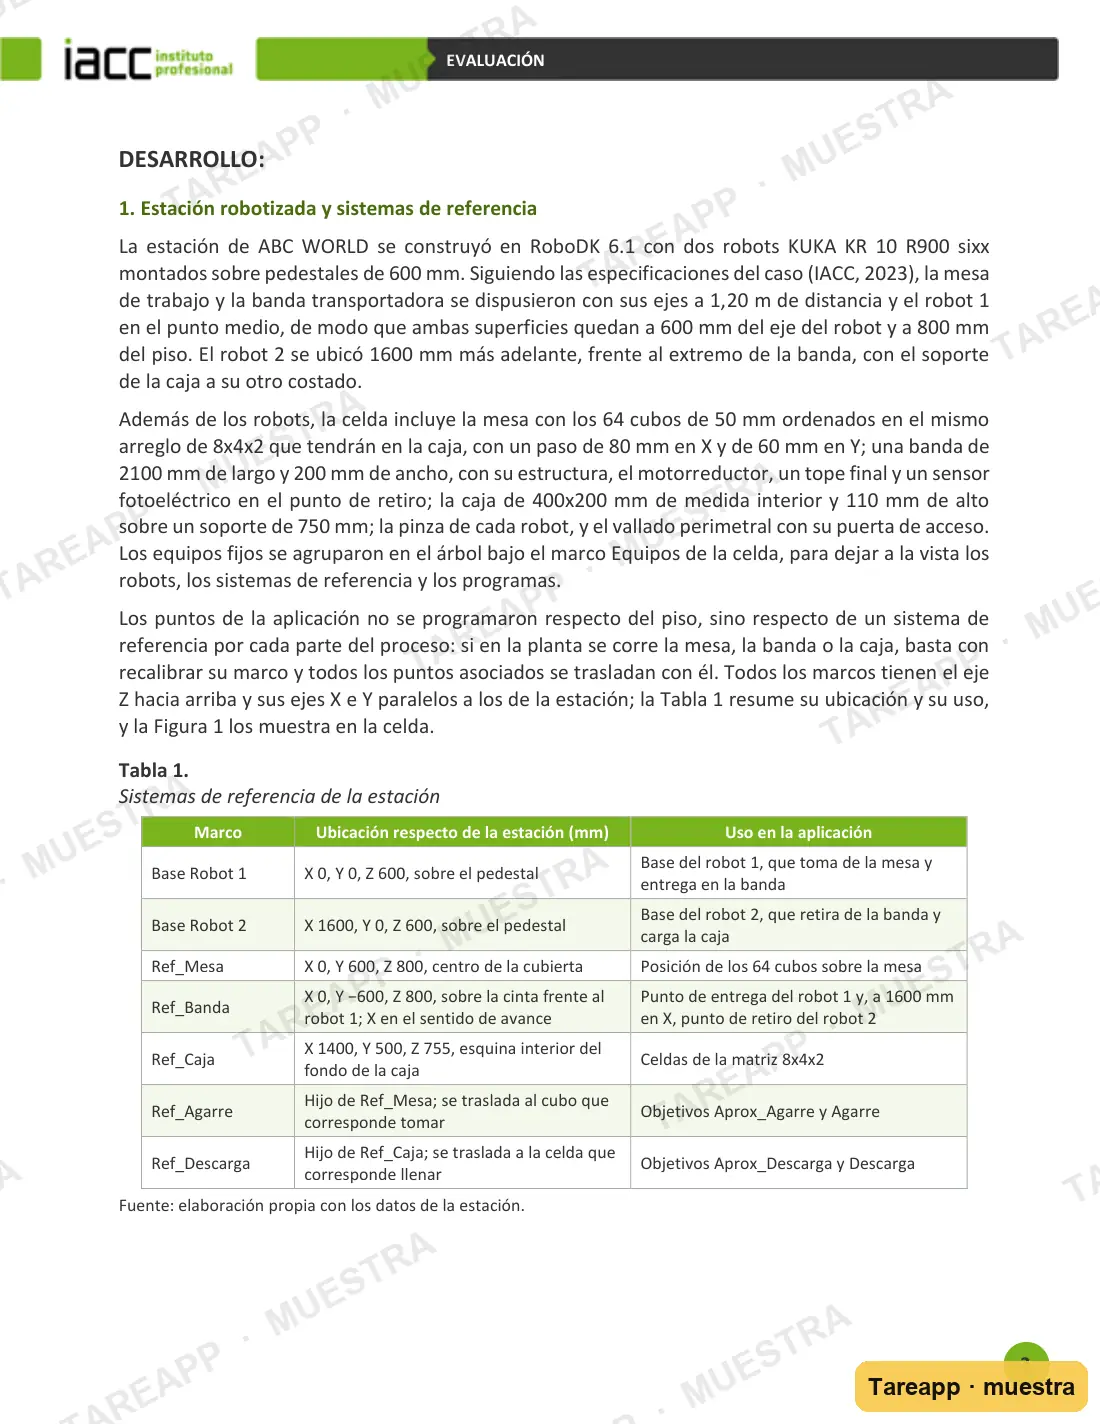 iacc instituto profesional
EVALUACIÓN
DESARROLLO:
1. Estación robotizada y sistemas de referencia
La estación de ABC WORLD se construyó en RoboDK 6.1 con dos robots KUKA KR 10 R900 sixx
montados sobre pedestales de 600 mm. Siguiendo las especificaciones del caso (IACC, 2023), la mesa
de trabajo y la banda transportadora se dispusieron con sus ejes a 1,20 m de distancia y el robot 1
en el punto medio, de modo que ambas superficies quedan a 600 mm del eje del robot y a 800 mm
del piso. El robot 2 se ubicó 1600 mm más adelante, frente al extremo de la banda, con el soporte
de la caja a su otro costado.
Además de los robots, la celda incluye la mesa con los 64 cubos de 50 mm ordenados en el mismo
arreglo de 8x4x2 que tendrán en la caja, con un paso de 80 mm en X y de 60 mm en Y; una banda de
2100 mm de largo y 200 mm de ancho, con su estructura, el motorreductor, un tope final y un sensor
fotoeléctrico en el punto de retiro; la caja de 400x200 mm de medida interior y 110 mm de alto
sobre un soporte de 750 mm; la pinza de cada robot, y el vallado perimetral con su puerta de acceso.
Los equipos fijos se agruparon en el árbol bajo el marco Equipos de la celda, para dejar a la vista los
robots, los sistemas de referencia y los programas.
Los puntos de la aplicación no se programaron respecto del piso, sino respecto de un sistema de
referencia por cada parte del proceso: si en la planta se corre la mesa, la banda o la caja, basta con
recalibrar su marco y todos los puntos asociados se trasladan con él. Todos los marcos tienen el eje
Z hacia arriba y sus ejes X e Y paralelos a los de la estación; la Tabla 1 resume su ubicación y su uso,
y la Figura 1 los muestra en la celda.
Tabla 1.
Sistemas de referencia de la estación
Marco Ubicación respecto de la estación (mm) Uso en la aplicación
Base Robot 1 X 0, Y 0, Z 600, sobre el pedestal Base del robot 1, que toma de la mesa y
entrega en la banda
Base Robot 2 X 1600, Y 0, Z 600, sobre el pedestal Base del robot 2, que retira de la banda y
carga la caja
Ref_Mesa X 0, Y 600, Z 800, centro de la cubierta Posición de los 64 cubos sobre la mesa
Ref_Banda X 0, Y −600, Z 800, sobre la cinta frente al
robot 1; X en el sentido de avance Punto de entrega del robot 1 y, a 1600 mm
en X, punto de retiro del robot 2
Ref_Caja X 1400, Y 500, Z 755, esquina interior del
fondo de la caja Celdas de la matriz 8x4x2
Ref_Agarre Hijo de Ref_Mesa; se traslada al cubo que
corresponde tomar Objetivos Aprox_Agarre y Agarre
Ref_Descarga Hijo de Ref_Caja; se traslada a la celda que
corresponde llenar Objetivos Aprox_Descarga y Descarga
Fuente: elaboración propia con los datos de la estación.
TAREAPP · MUESTRA
Tareapp · muestra